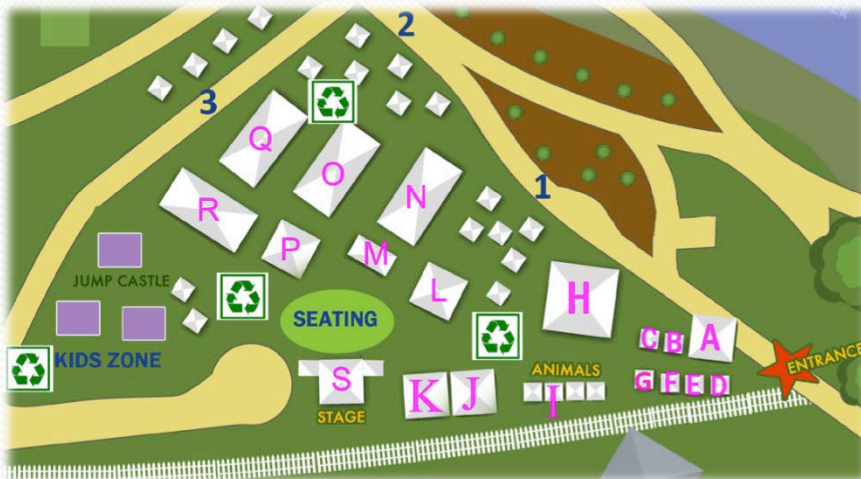 2
3
Q
O
N
R
1
P
M
L
H
JUMP CASTLE
SEATING
KIDS ZONE
C B A
ENTRANCE
ANIMALS
G F E D
S
K J
I
STAGE